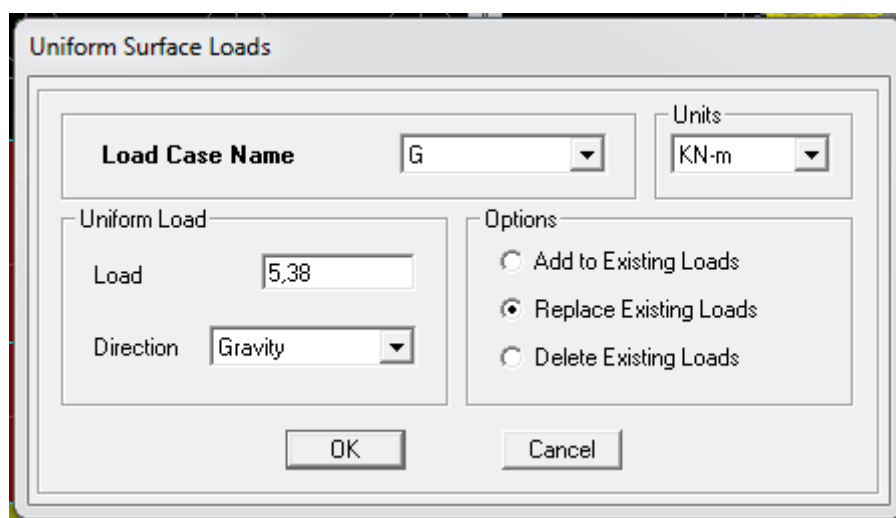 Uniform Surface Loads
Load Case Name
G
Units
KN-m
Uniform Load
Load
5,38
Direction
Gravity
Options
Add to Existing Loads
Replace Existing Loads
Delete Existing Loads
OK
Cancel